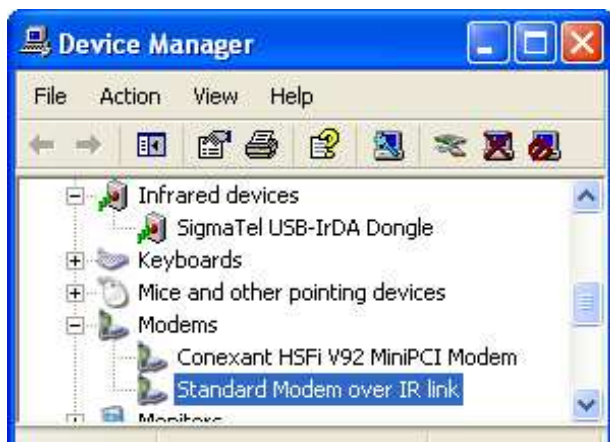 Device Manager
File Action View Help
Infrared devices
SigmaTel USB-IrDA Dongle
Keyboards
Mice and other pointing devices
Modems
Conexant HSFi V92 MiniPCI Modem
Standard Modem over IR link
Monitors